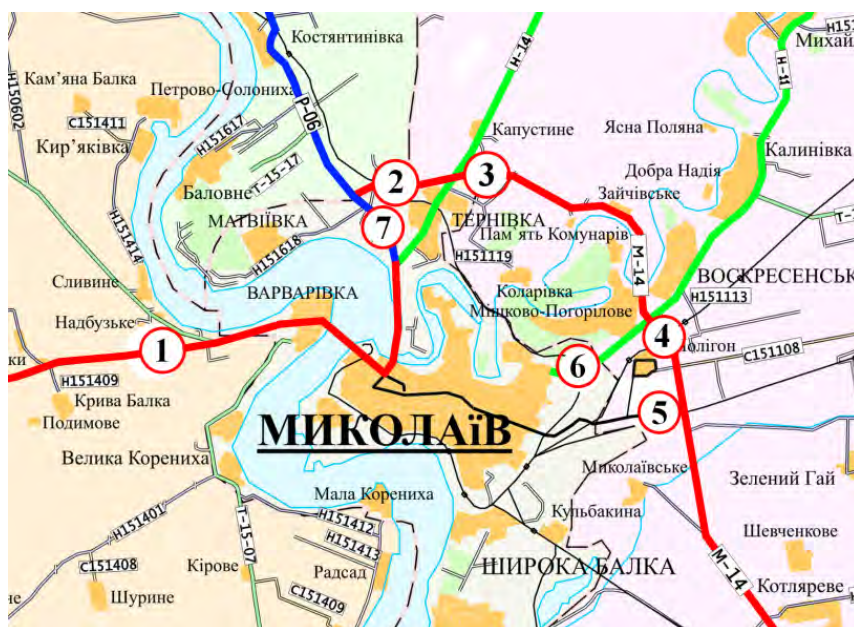 Костянтинівка
Н-14
Н-11
Кам'яна Балка
Петрово-Солониха
Н150602
С151411
Кир'яківка
Н151617
Р-06
Т-15-17
Капустине
Ясна Поляна
Калинівка
Добра Надія
Баловне
2
3
Зайчівське
Н151414
МАТВІЇВКА
7
ТЕРНІВКА
Пам'ять Комунарів
Н151618
Н151119
М-14
ВОСКРЕСЕНСЬК
Сливине
ВАРВАРІВКА
Коларівка
Н151113
Мішково-Погорілове
Надбузьке
1
4
6
С151108
Н151409
Крива Балка
5
Подимове
МИКОЛАїВ
Велика Корениха
Миколаївське
Зелений Гай
Мала Корениха
Н151401
Н151412
Кульбакина
Шевченкове
Т-15-07
Н151413
С151408
Кірове
Радсад
ШИРОКА БАЛКА
М-14
Котляреве
Шурине
С151409